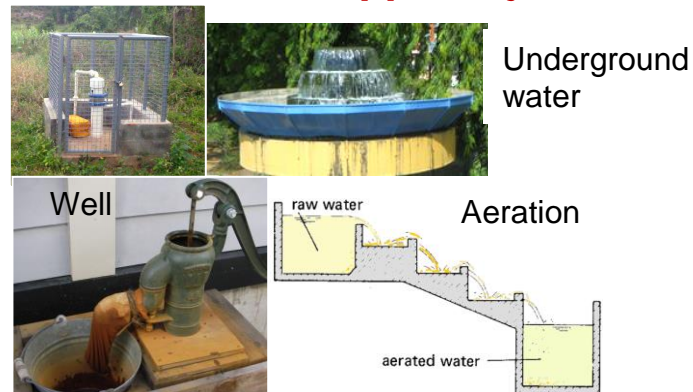 Underground
water
Well
raw water
Aeration
aerated water